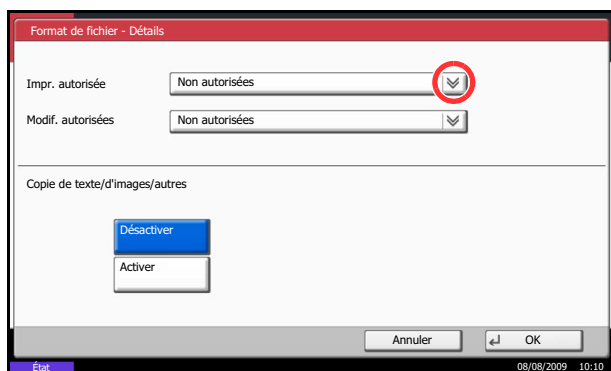 Format de fichier - Détails
Impr. autorisée Non autorisées
Modif. autorisées Non autorisées
Copie de texte/d'images/autres
Désactiver
Activer
Annuler OK
État 08/08/2009 10:10